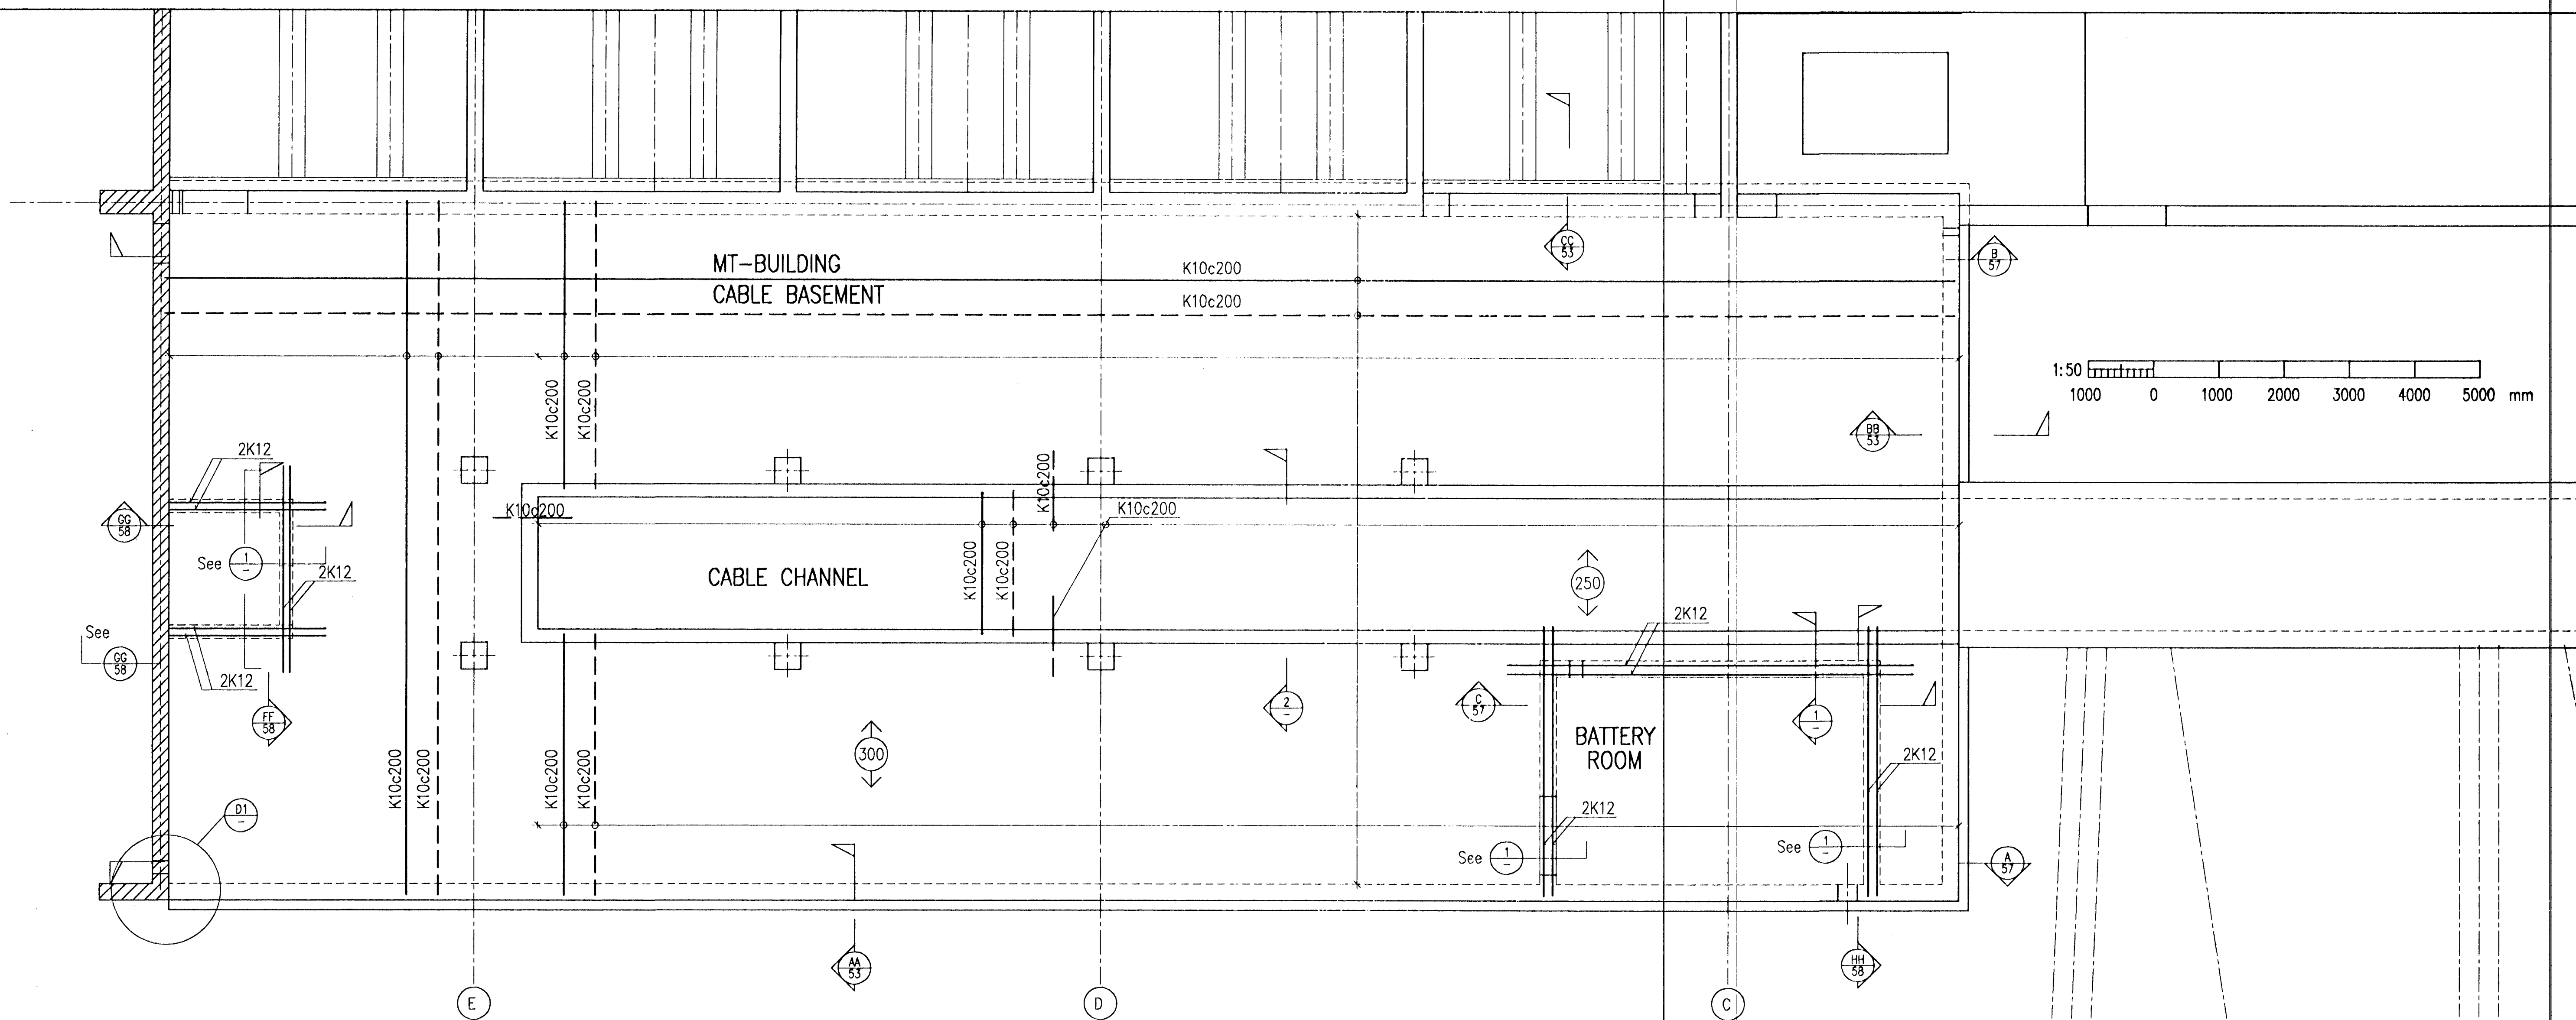 MT-BUILDING
CABLE BASEMENT
K10c200
K10c200
CC
53
B
57
1:50
1000 0 1000 2000 3000 4000 5000 mm
K10c200
K10c200
BB
53
2K12
K10c200
K10c200
K10c200
GG
58
See 1
-
2K12
CABLE CHANNEL
K10c200
K10c200
250
See
GG
58
2K12
2K12
FF
58
2
-
C
57
1
-
300
BATTERY
ROOM
K10c200
K10c200
K10c200
K10c200
2K12
2K12
D1
-
See 1
-
See 1
-
A
57
AA
53
HH
58
E
D
C